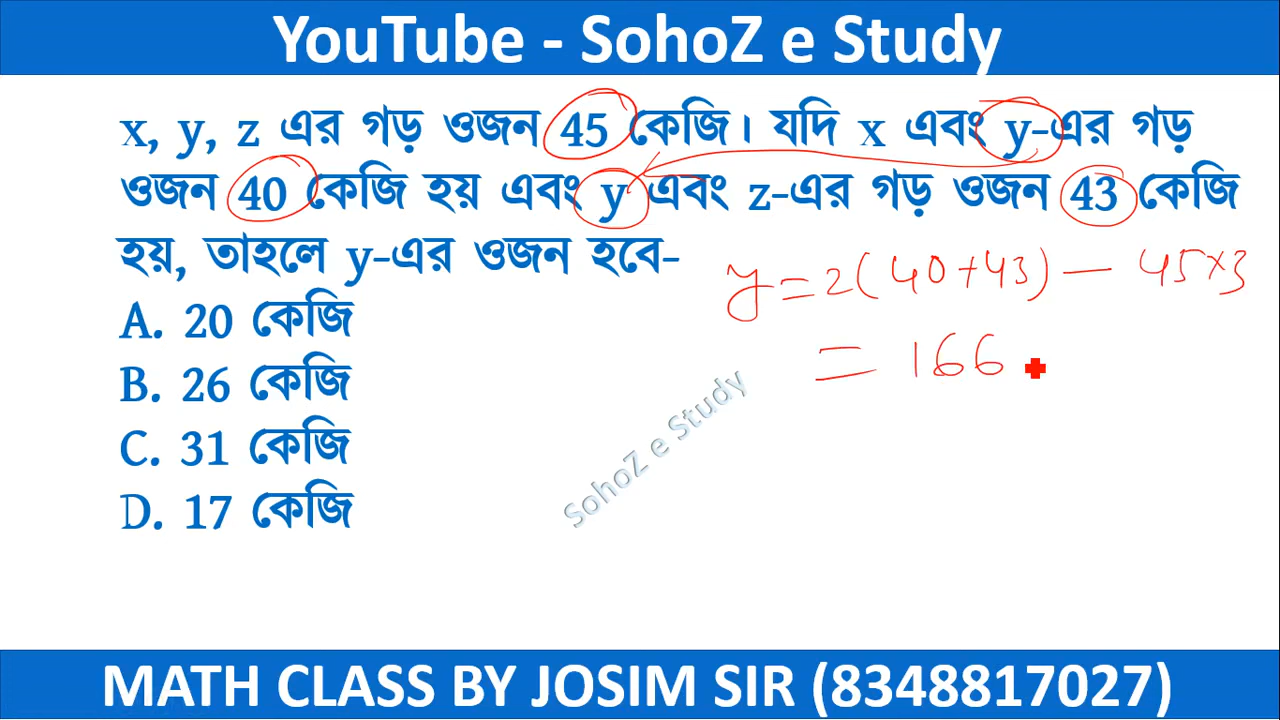 YouTube - SohoZ e Study
x, y, z এর গড় ওজন 45 কেজি। যদি x এবং y-এর গড়
ওজন 40 কেজি হয় এবং y এবং z-এর গড় ওজন 43 কেজি
হয়, তাহলে y-এর ওজন হবে-
y = 2(40+43) — 45×3
= 166
A. 20 কেজি
B. 26 কেজি
C. 31 কেজি
D. 17 কেজি
SohoZ e Study
MATH CLASS BY JOSIM SIR (8348817027)